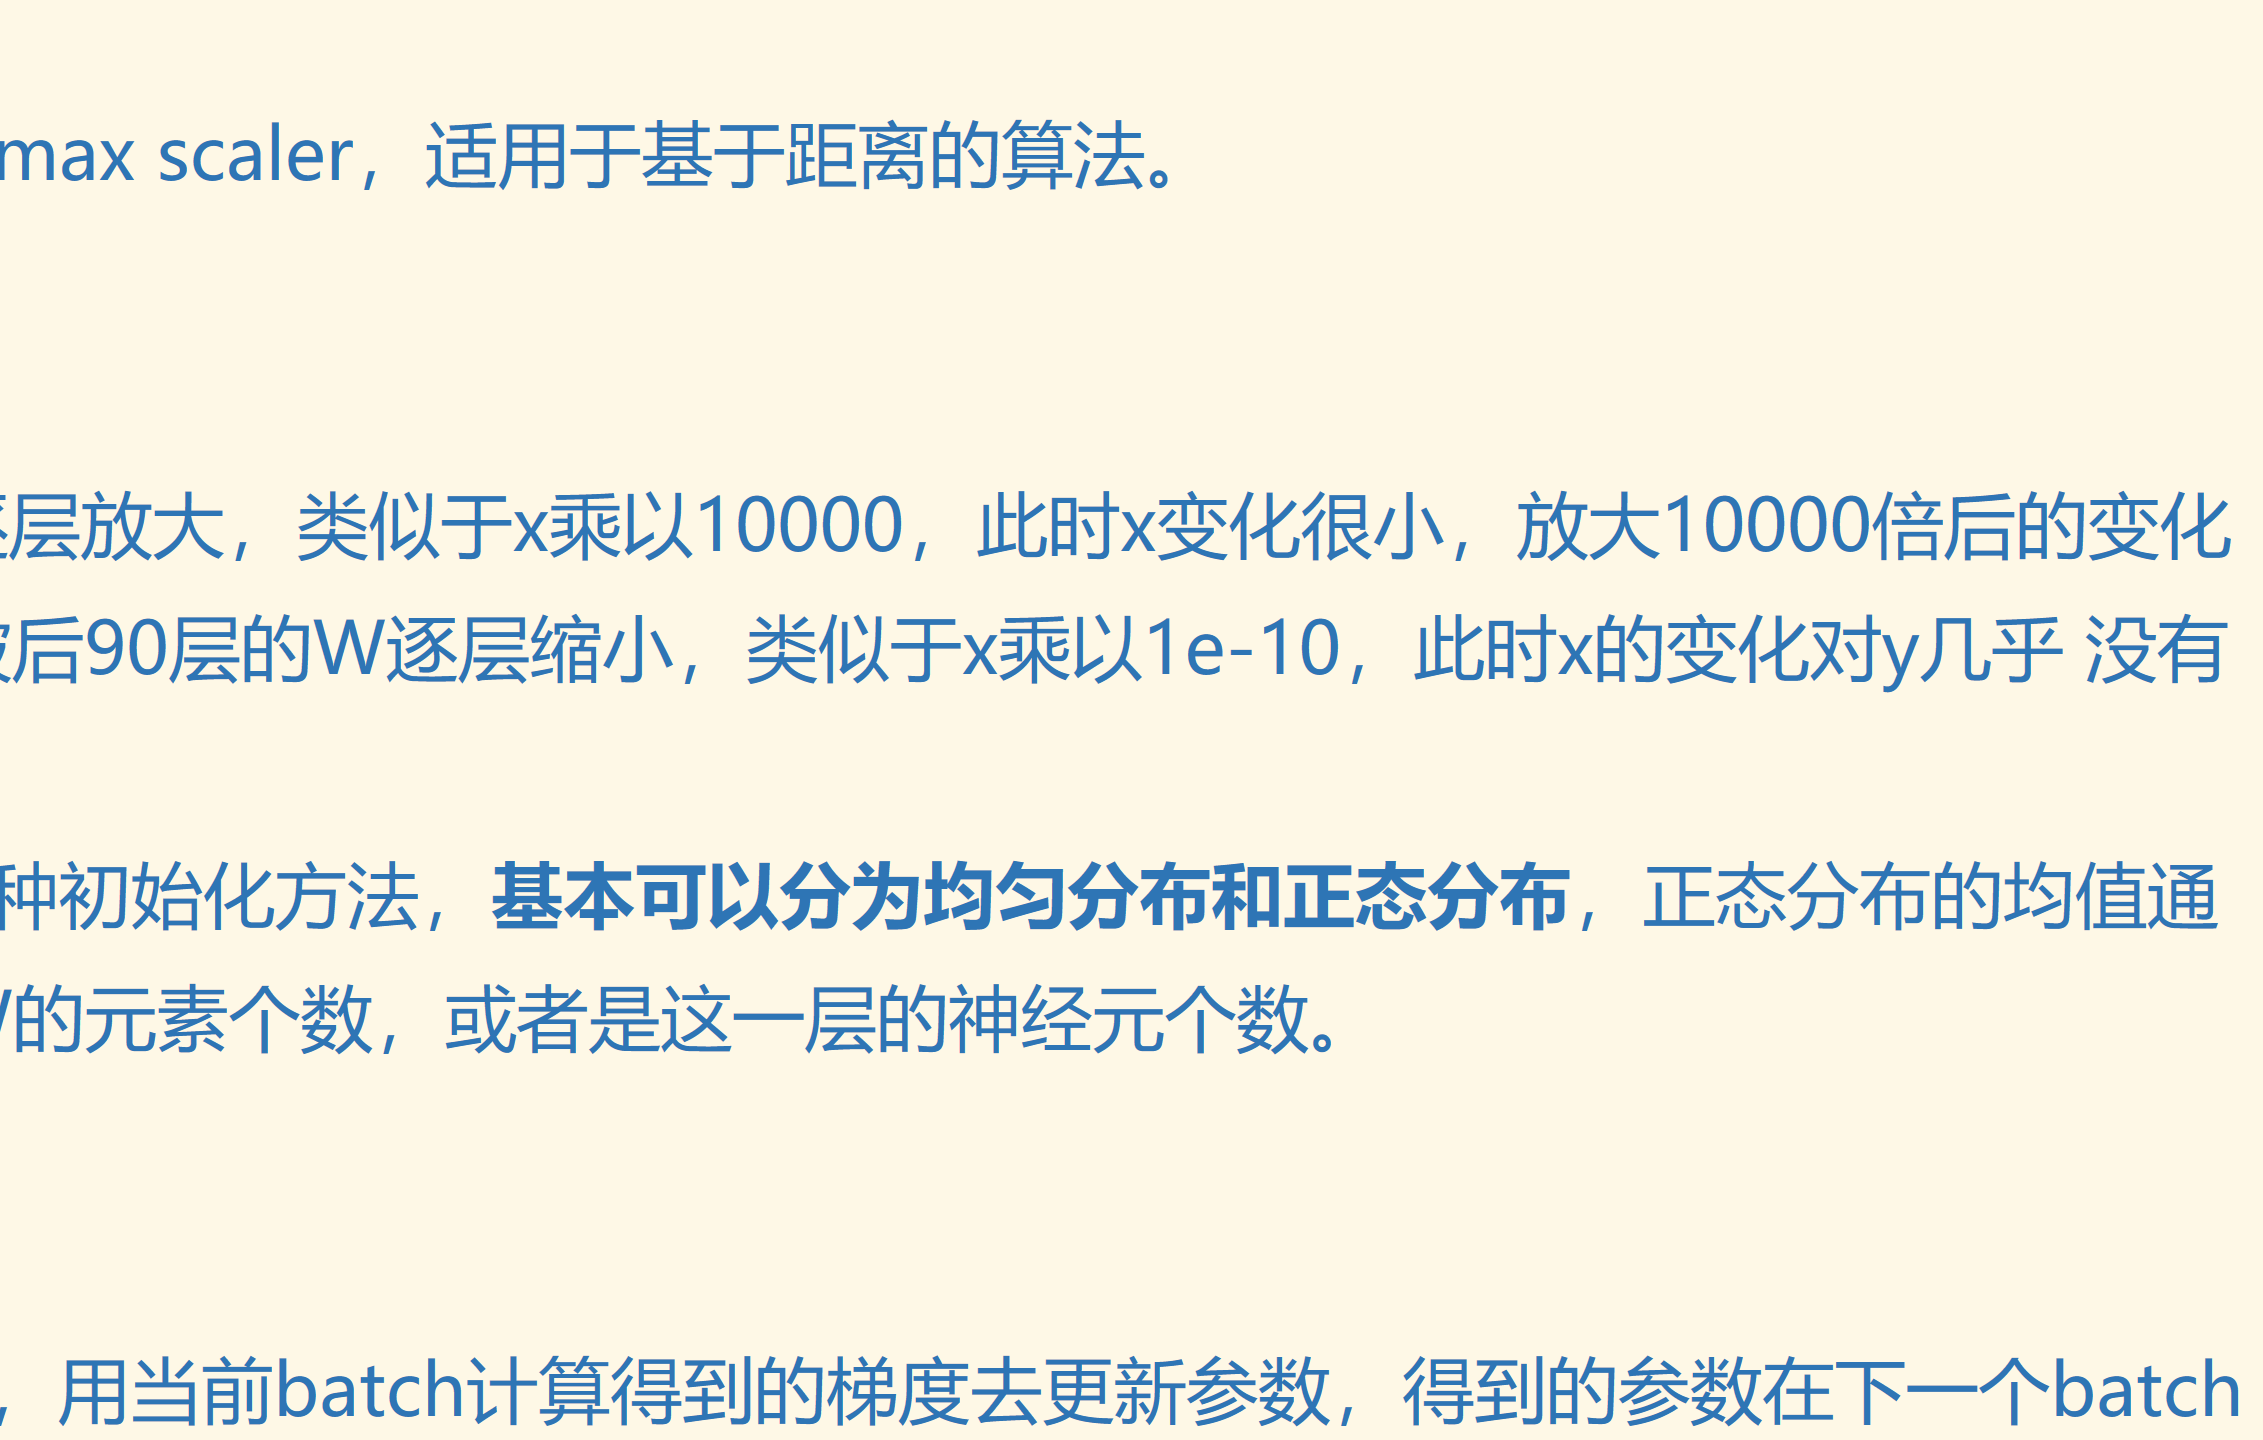 max scaler，适用于基于距离的算法。
层放大，类似于x乘以10000，此时x变化很小，放大10000倍后的变化
后90层的W逐层缩小，类似于x乘以1e-10，此时x的变化对y几乎 没有
种初始化方法，基本可以分为均匀分布和正态分布，正态分布的均值通
的元素个数，或者是这一层的神经元个数。
，用当前batch计算得到的梯度去更新参数，得到的参数在下一个batch